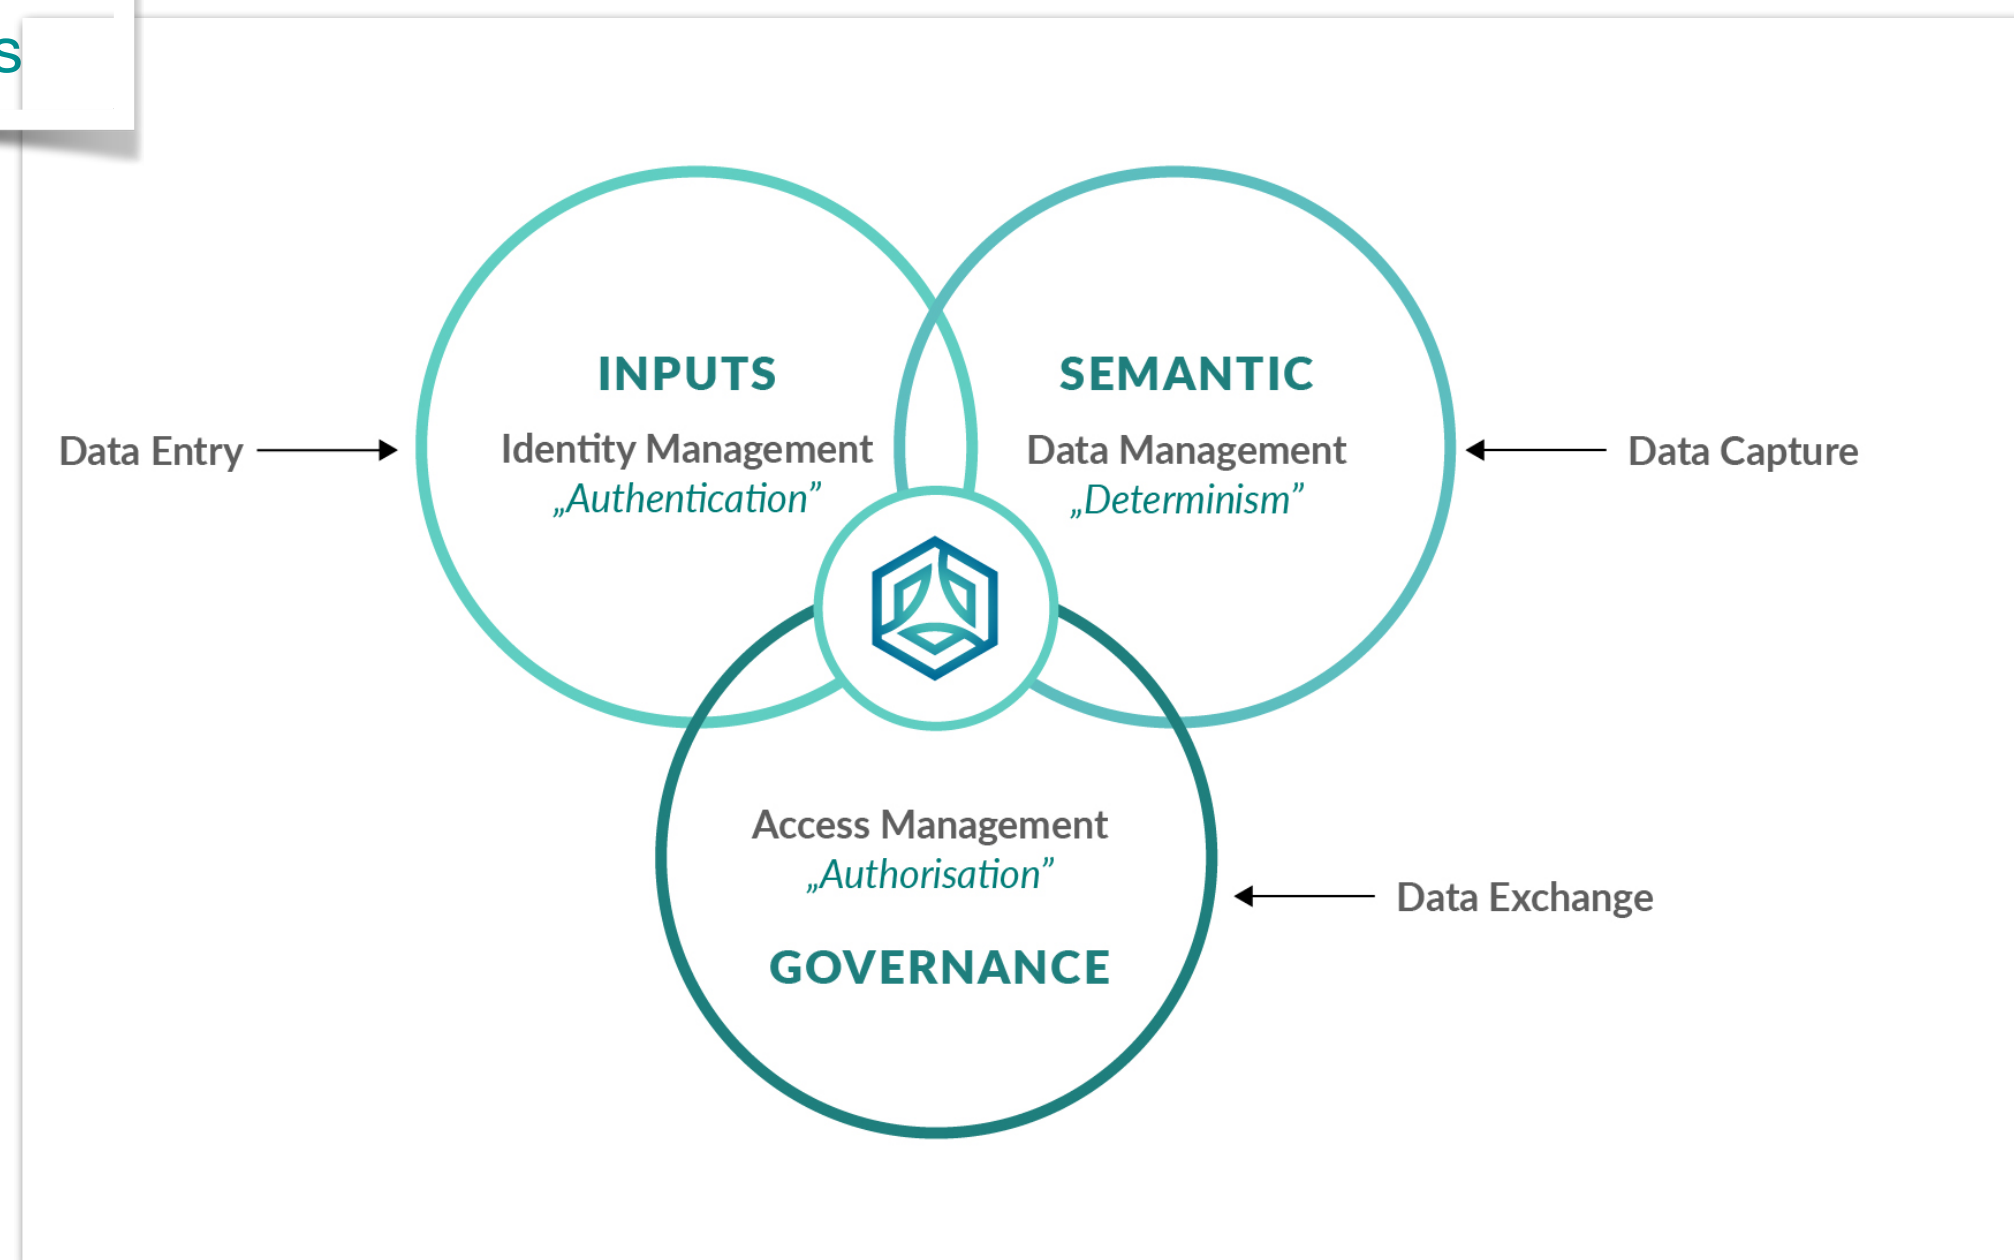 s
INPUTS
Identity Management
„Authentication”
SEMANTIC
Data Management
„Determinism”
Data Entry
Data Capture
Access Management
„Authorisation”
GOVERNANCE
Data Exchange